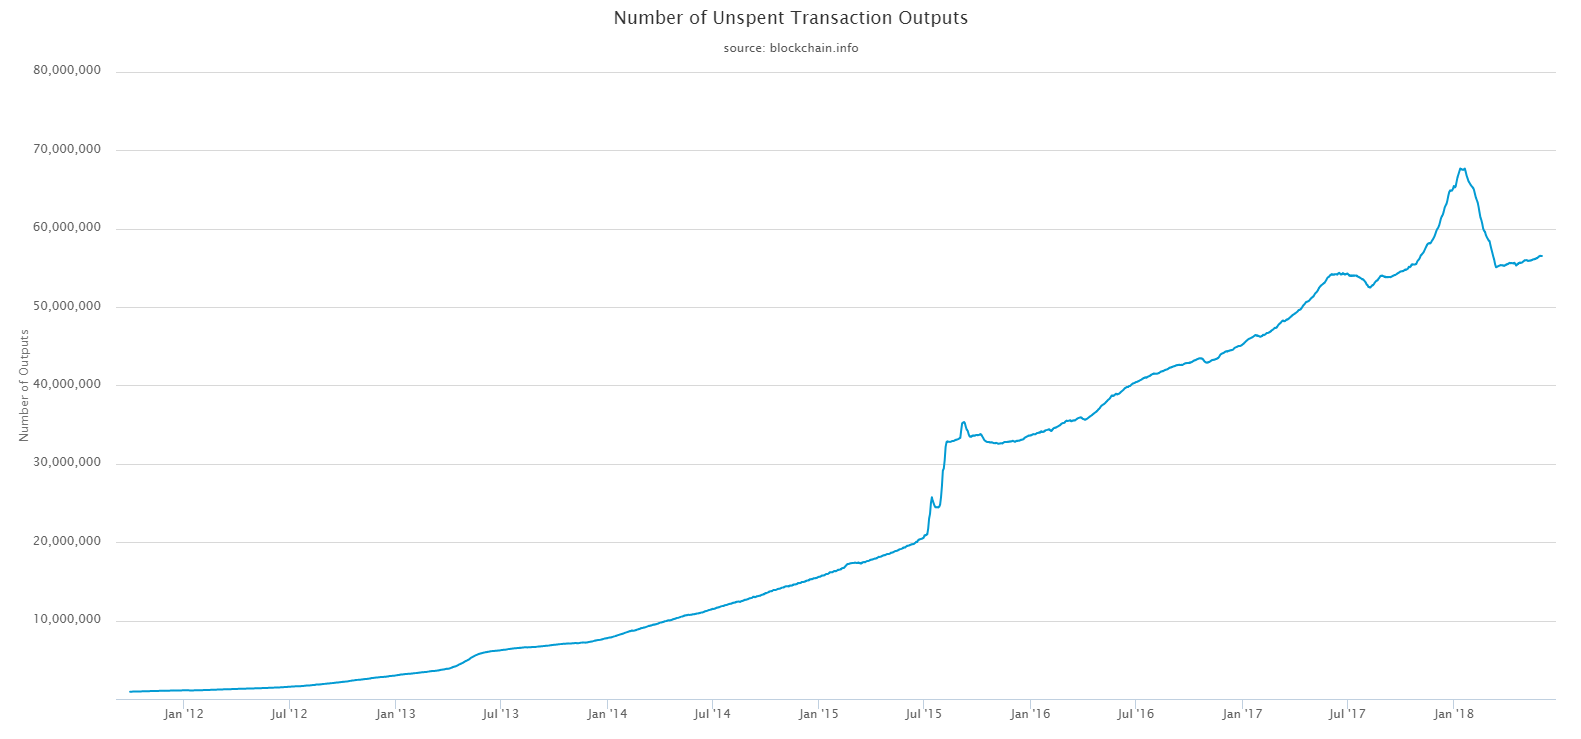 Number of Unspent Transaction Outputs
source: blockchain.info
80,000,000
70,000,000
60,000,000
50,000,000
40,000,000
30,000,000
20,000,000
10,000,000
Number of Outputs
Jan '12
Jul '12
Jan '13
Jul '13
Jan '14
Jul '14
Jan '15
Jul '15
Jan '16
Jul '16
Jan '17
Jul '17
Jan '18